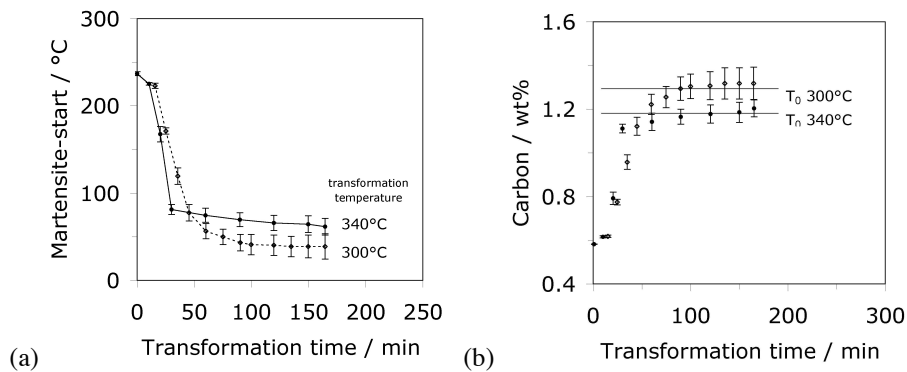 300
200
100
0
0 50 100 150 200 250
Martensite-start / °C
Transformation time / min
transformation
temperature
340°C
300°C
(a)
1.6
1.2
0.8
0.4
0 100 200 300
Carbon / wt%
Transformation time / min
T₀ 300°C
T₀ 340°C
(b)